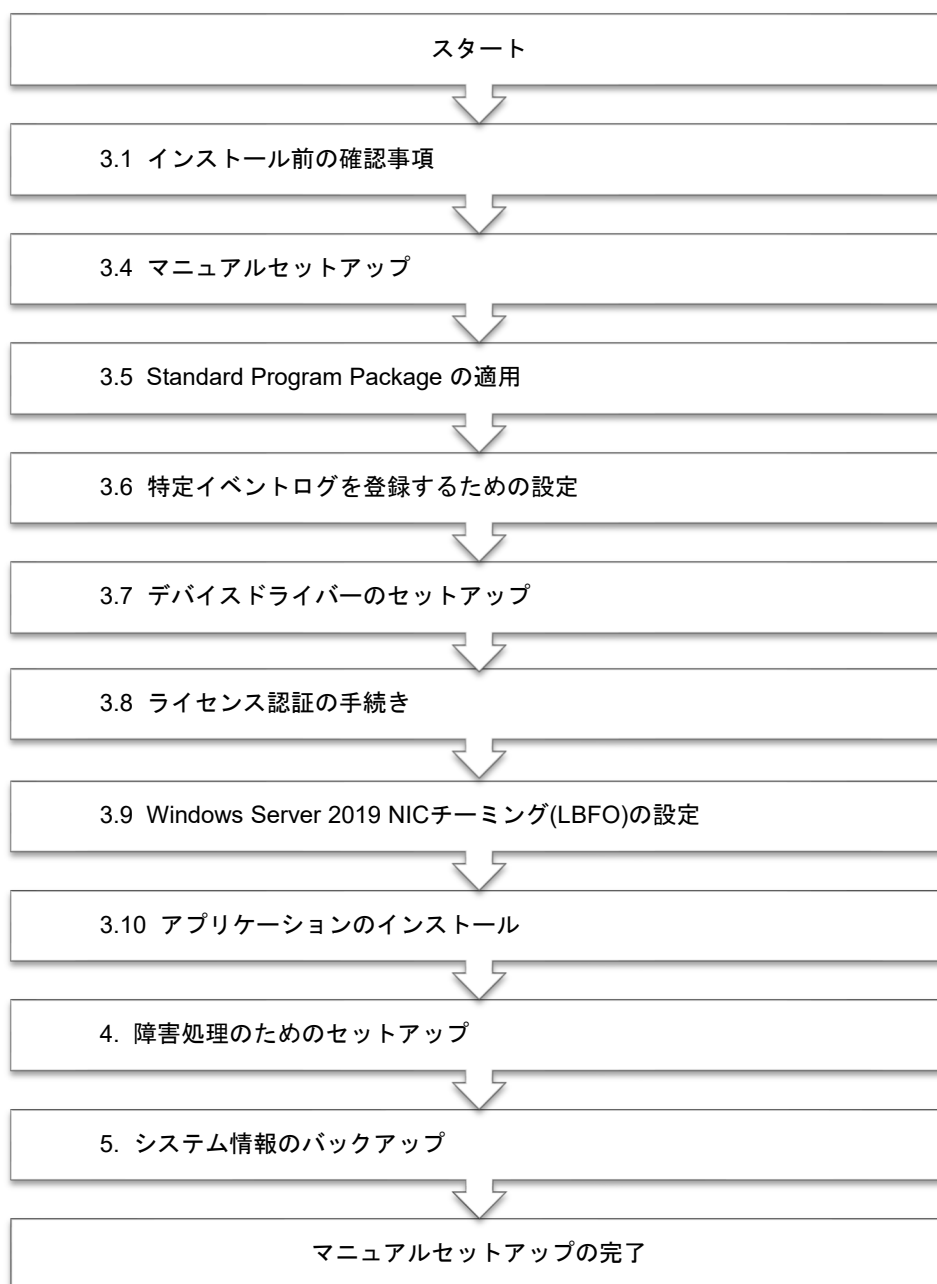 スタート
3.1 インストール前の確認事項
3.4 マニュアルセットアップ
3.5 Standard Program Package の適用
3.6 特定イベントログを登録するための設定
3.7 デバイスドライバーのセットアップ
3.8 ライセンス認証の手続き
3.9 Windows Server 2019 NICチーミング(LBFO)の設定
3.10 アプリケーションのインストール
4. 障害処理のためのセットアップ
5. システム情報のバックアップ
マニュアルセットアップの完了